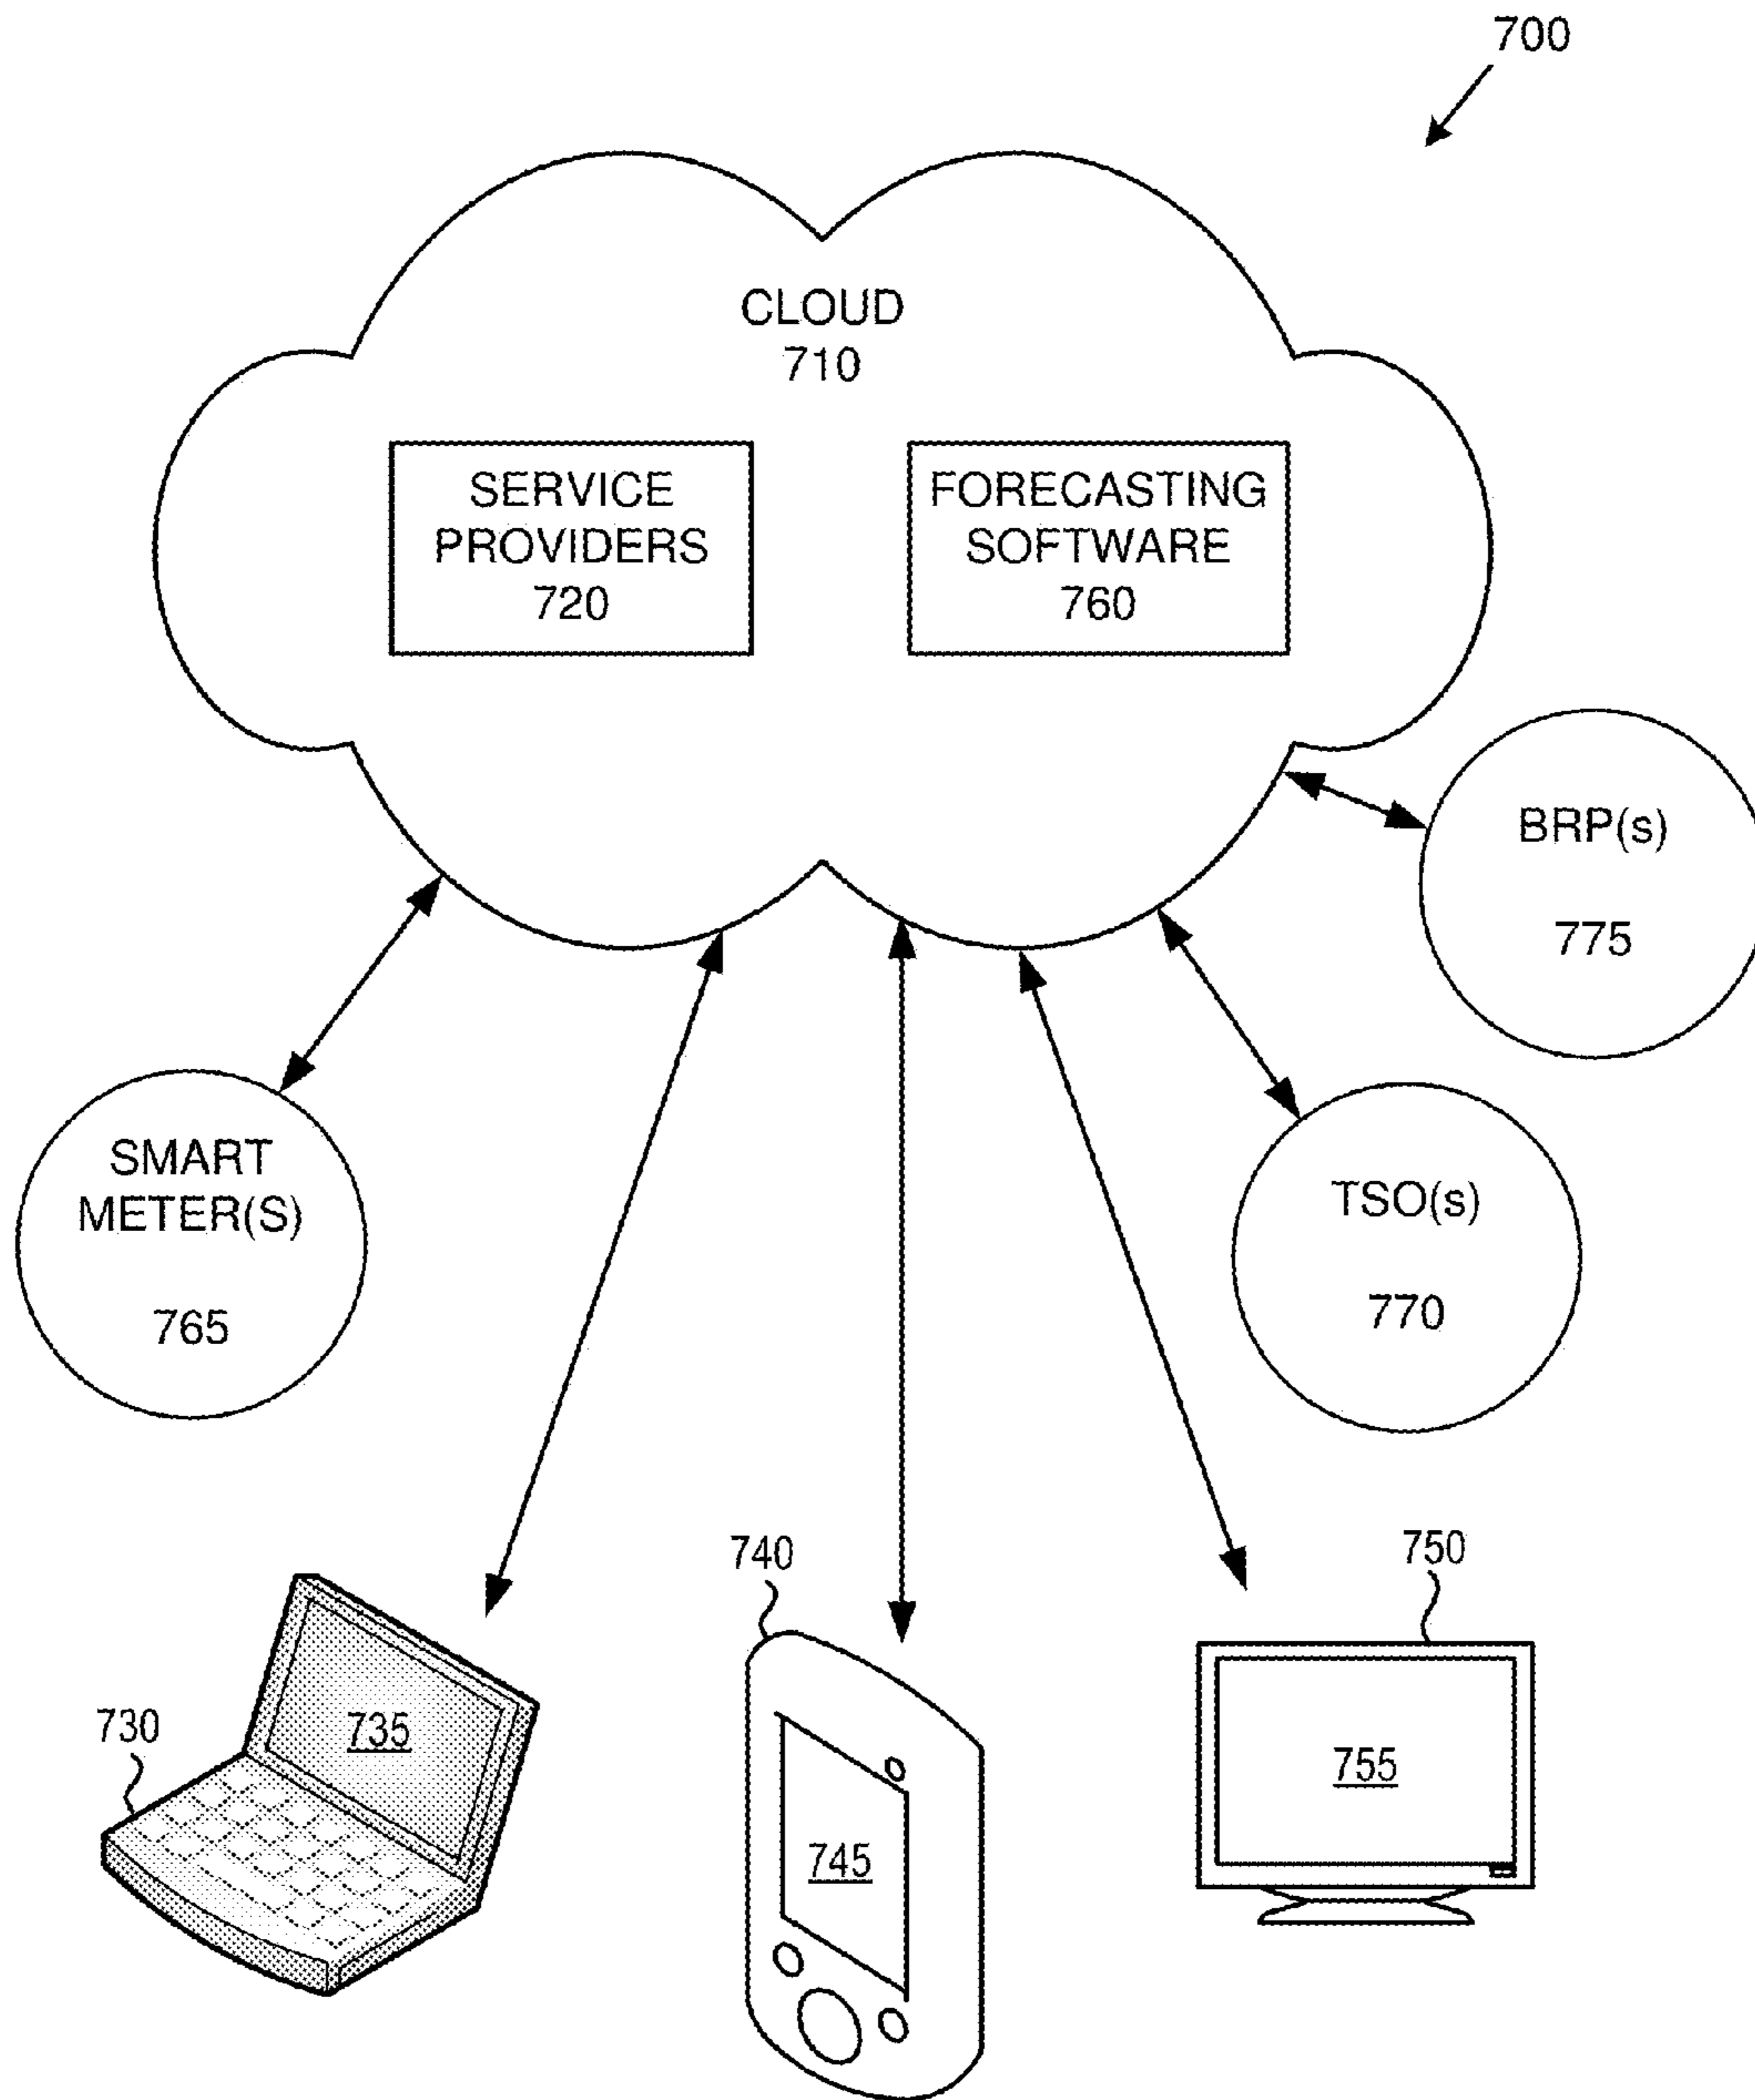 700
CLOUD
710
SERVICE
PROVIDERS
720
FORECASTING
SOFTWARE
760
BRP(s)
775
SMART
METER(S)
765
TSO(s)
770
730
735
740
745
750
755